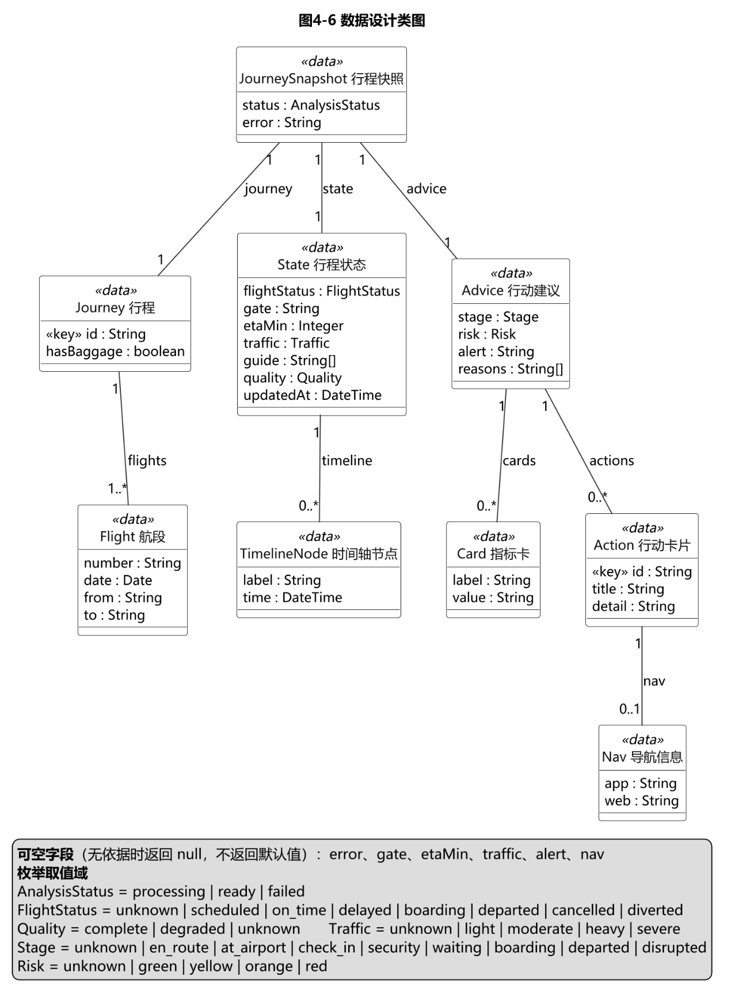 图4-6 数据设计类图
«data»
JourneySnapshot 行程快照
status : AnalysisStatus
error : String
1
1
1
journey
state
advice
1
1
1
«data»
Journey 行程
«key» id : String
hasBaggage : boolean
«data»
State 行程状态
flightStatus : FlightStatus
gate : String
etaMin : Integer
traffic : Traffic
guide : String[]
quality : Quality
updatedAt : DateTime
«data»
Advice 行动建议
stage : Stage
risk : Risk
alert : String
reasons : String[]
1
1
1
1
flights
timeline
cards
actions
1..*
0..*
0..*
0..*
«data»
Flight 航段
number : String
date : Date
from : String
to : String
«data»
TimelineNode 时间轴节点
label : String
time : DateTime
«data»
Card 指标卡
label : String
value : String
«data»
Action 行动卡片
«key» id : String
title : String
detail : String
1
nav
0..1
«data»
Nav 导航信息
app : String
web : String
可空字段（无依据时返回 null，不返回默认值）：error、gate、etaMin、traffic、alert、nav
枚举取值域
AnalysisStatus = processing | ready | failed
FlightStatus = unknown | scheduled | on_time | delayed | boarding | departed | cancelled | diverted
Quality = complete | degraded | unknown Traffic = unknown | light | moderate | heavy | severe
Stage = unknown | en_route | at_airport | check_in | security | waiting | boarding | departed | disrupted
Risk = unknown | green | yellow | orange | red